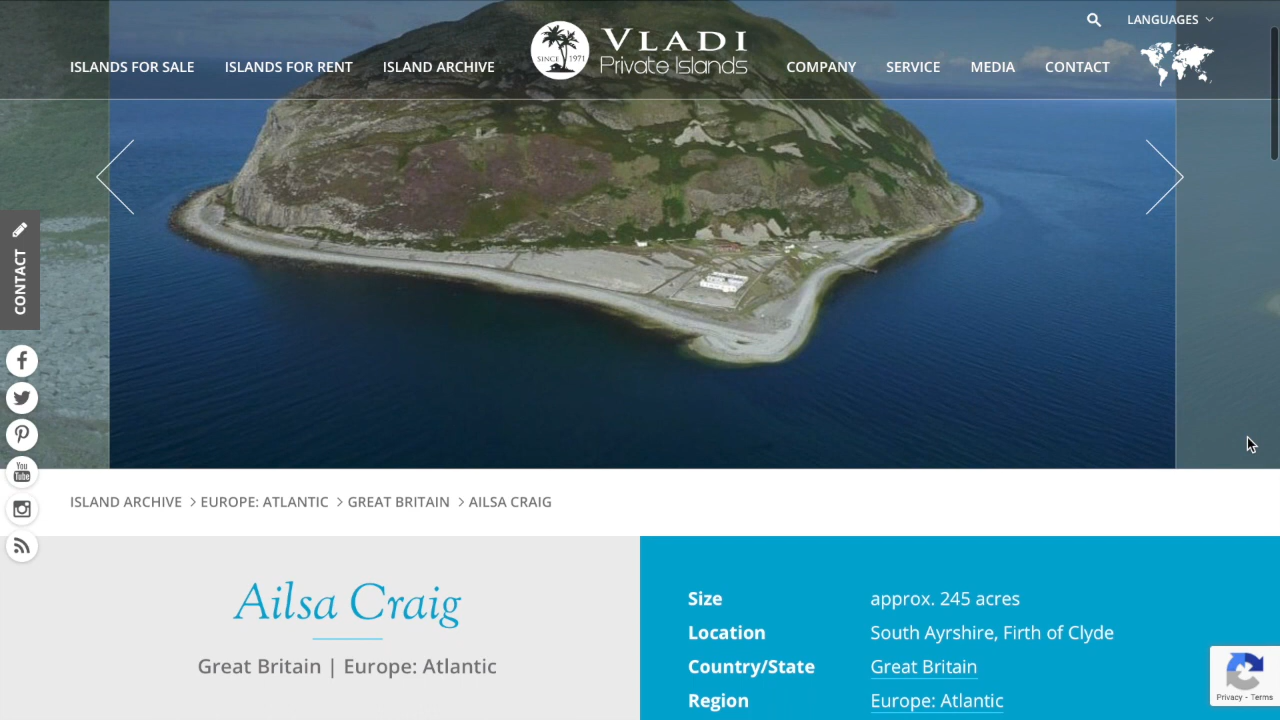 LANGUAGES
ISLANDS FOR SALE
ISLANDS FOR RENT
ISLAND ARCHIVE
SINCE 1971
VLADI
Private Islands
COMPANY
SERVICE
MEDIA
CONTACT
CONTACT
You
Tube
ISLAND ARCHIVE > EUROPE: ATLANTIC > GREAT BRITAIN > AILSA CRAIG
Ailsa Craig
Great Britain | Europe: Atlantic
Size approx. 245 acres
Location South Ayrshire, Firth of Clyde
Country/State Great Britain
Region Europe: Atlantic
Privacy - Terms